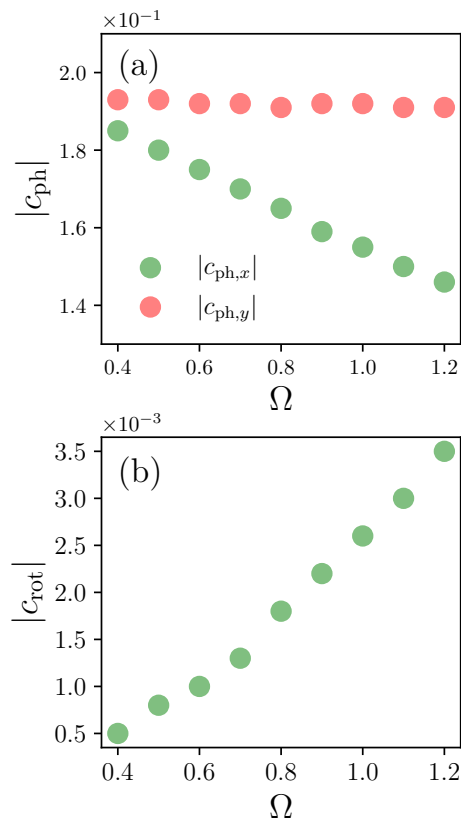 ×10⁻¹
(a)
2.0
1.8
1.6
1.4
|c_ph|
|c_ph,x|
|c_ph,y|
0.4 0.6 0.8 1.0 1.2
Ω
×10⁻³
(b)
3.5
3.0
2.5
2.0
1.5
1.0
0.5
|c_rot|
0.4 0.6 0.8 1.0 1.2
Ω